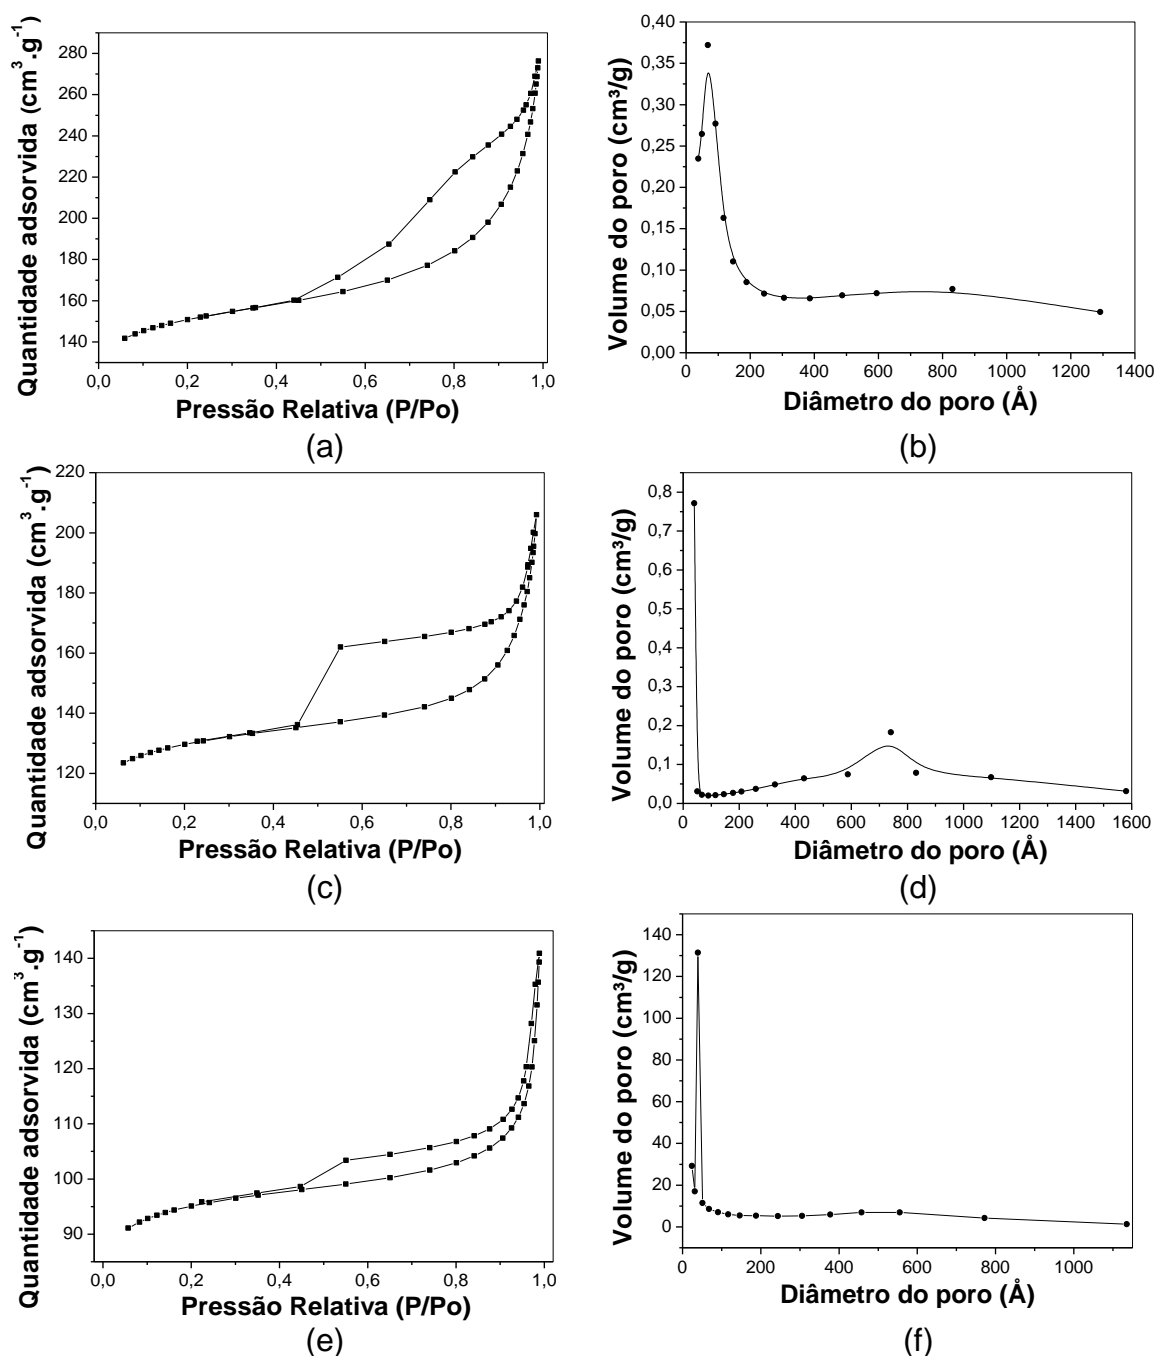 Quantidade adsorvida (cm³.g⁻¹)
280
260
240
220
200
180
160
140
0,0 0,2 0,4 0,6 0,8 1,0
Pressão Relativa (P/Po)
(a)
Volume do poro (cm³/g)
0,40
0,35
0,30
0,25
0,20
0,15
0,10
0,05
0,00
0 200 400 600 800 1000 1200 1400
Diâmetro do poro (Å)
(b)
Quantidade adsorvida (cm³.g⁻¹)
220
200
180
160
140
120
0,0 0,2 0,4 0,6 0,8 1,0
Pressão Relativa (P/Po)
(c)
Volume do poro (cm³/g)
0,8
0,7
0,6
0,5
0,4
0,3
0,2
0,1
0,0
0 200 400 600 800 1000 1200 1400 1600
Diâmetro do poro (Å)
(d)
Quantidade adsorvida (cm³.g⁻¹)
140
130
120
110
100
90
0,0 0,2 0,4 0,6 0,8 1,0
Pressão Relativa (P/Po)
(e)
Volume do poro (cm³/g)
140
120
100
80
60
40
20
0
0 200 400 600 800 1000
Diâmetro do poro (Å)
(f)